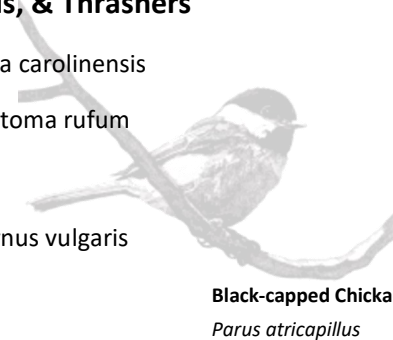 s, & Thrashers
a carolinensis
toma rufum
nus vulgaris
Black-capped Chicka
Parus atricapillus